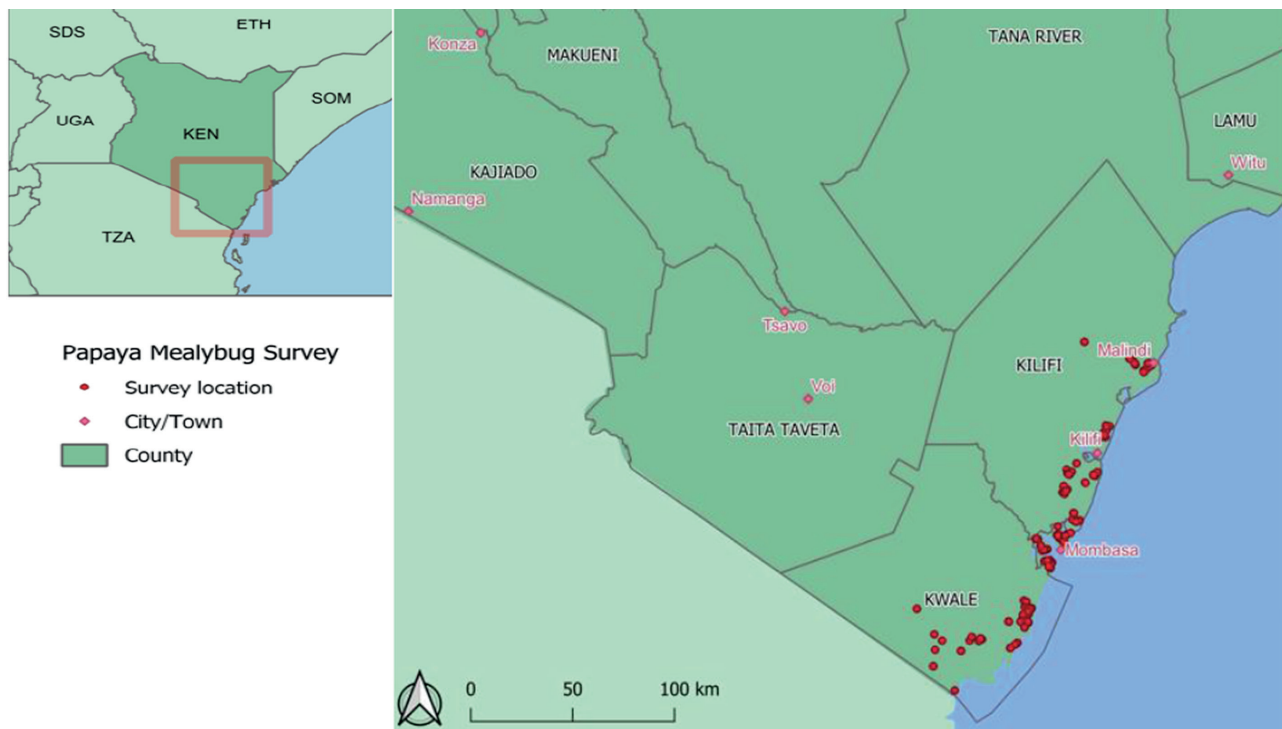 SDS
ETH
UGA
KEN
SOM
TZA
Papaya Mealybug Survey
Survey location
City/Town
County
Konza
MAKUENI
TANA RIVER
LAMU
Witu
KAJIADO
Namanga
Tsavo
Malindi
KILIFI
Voi
TAITA TAVETA
Kilifi
Mombasa
KWALE
0 50 100 km